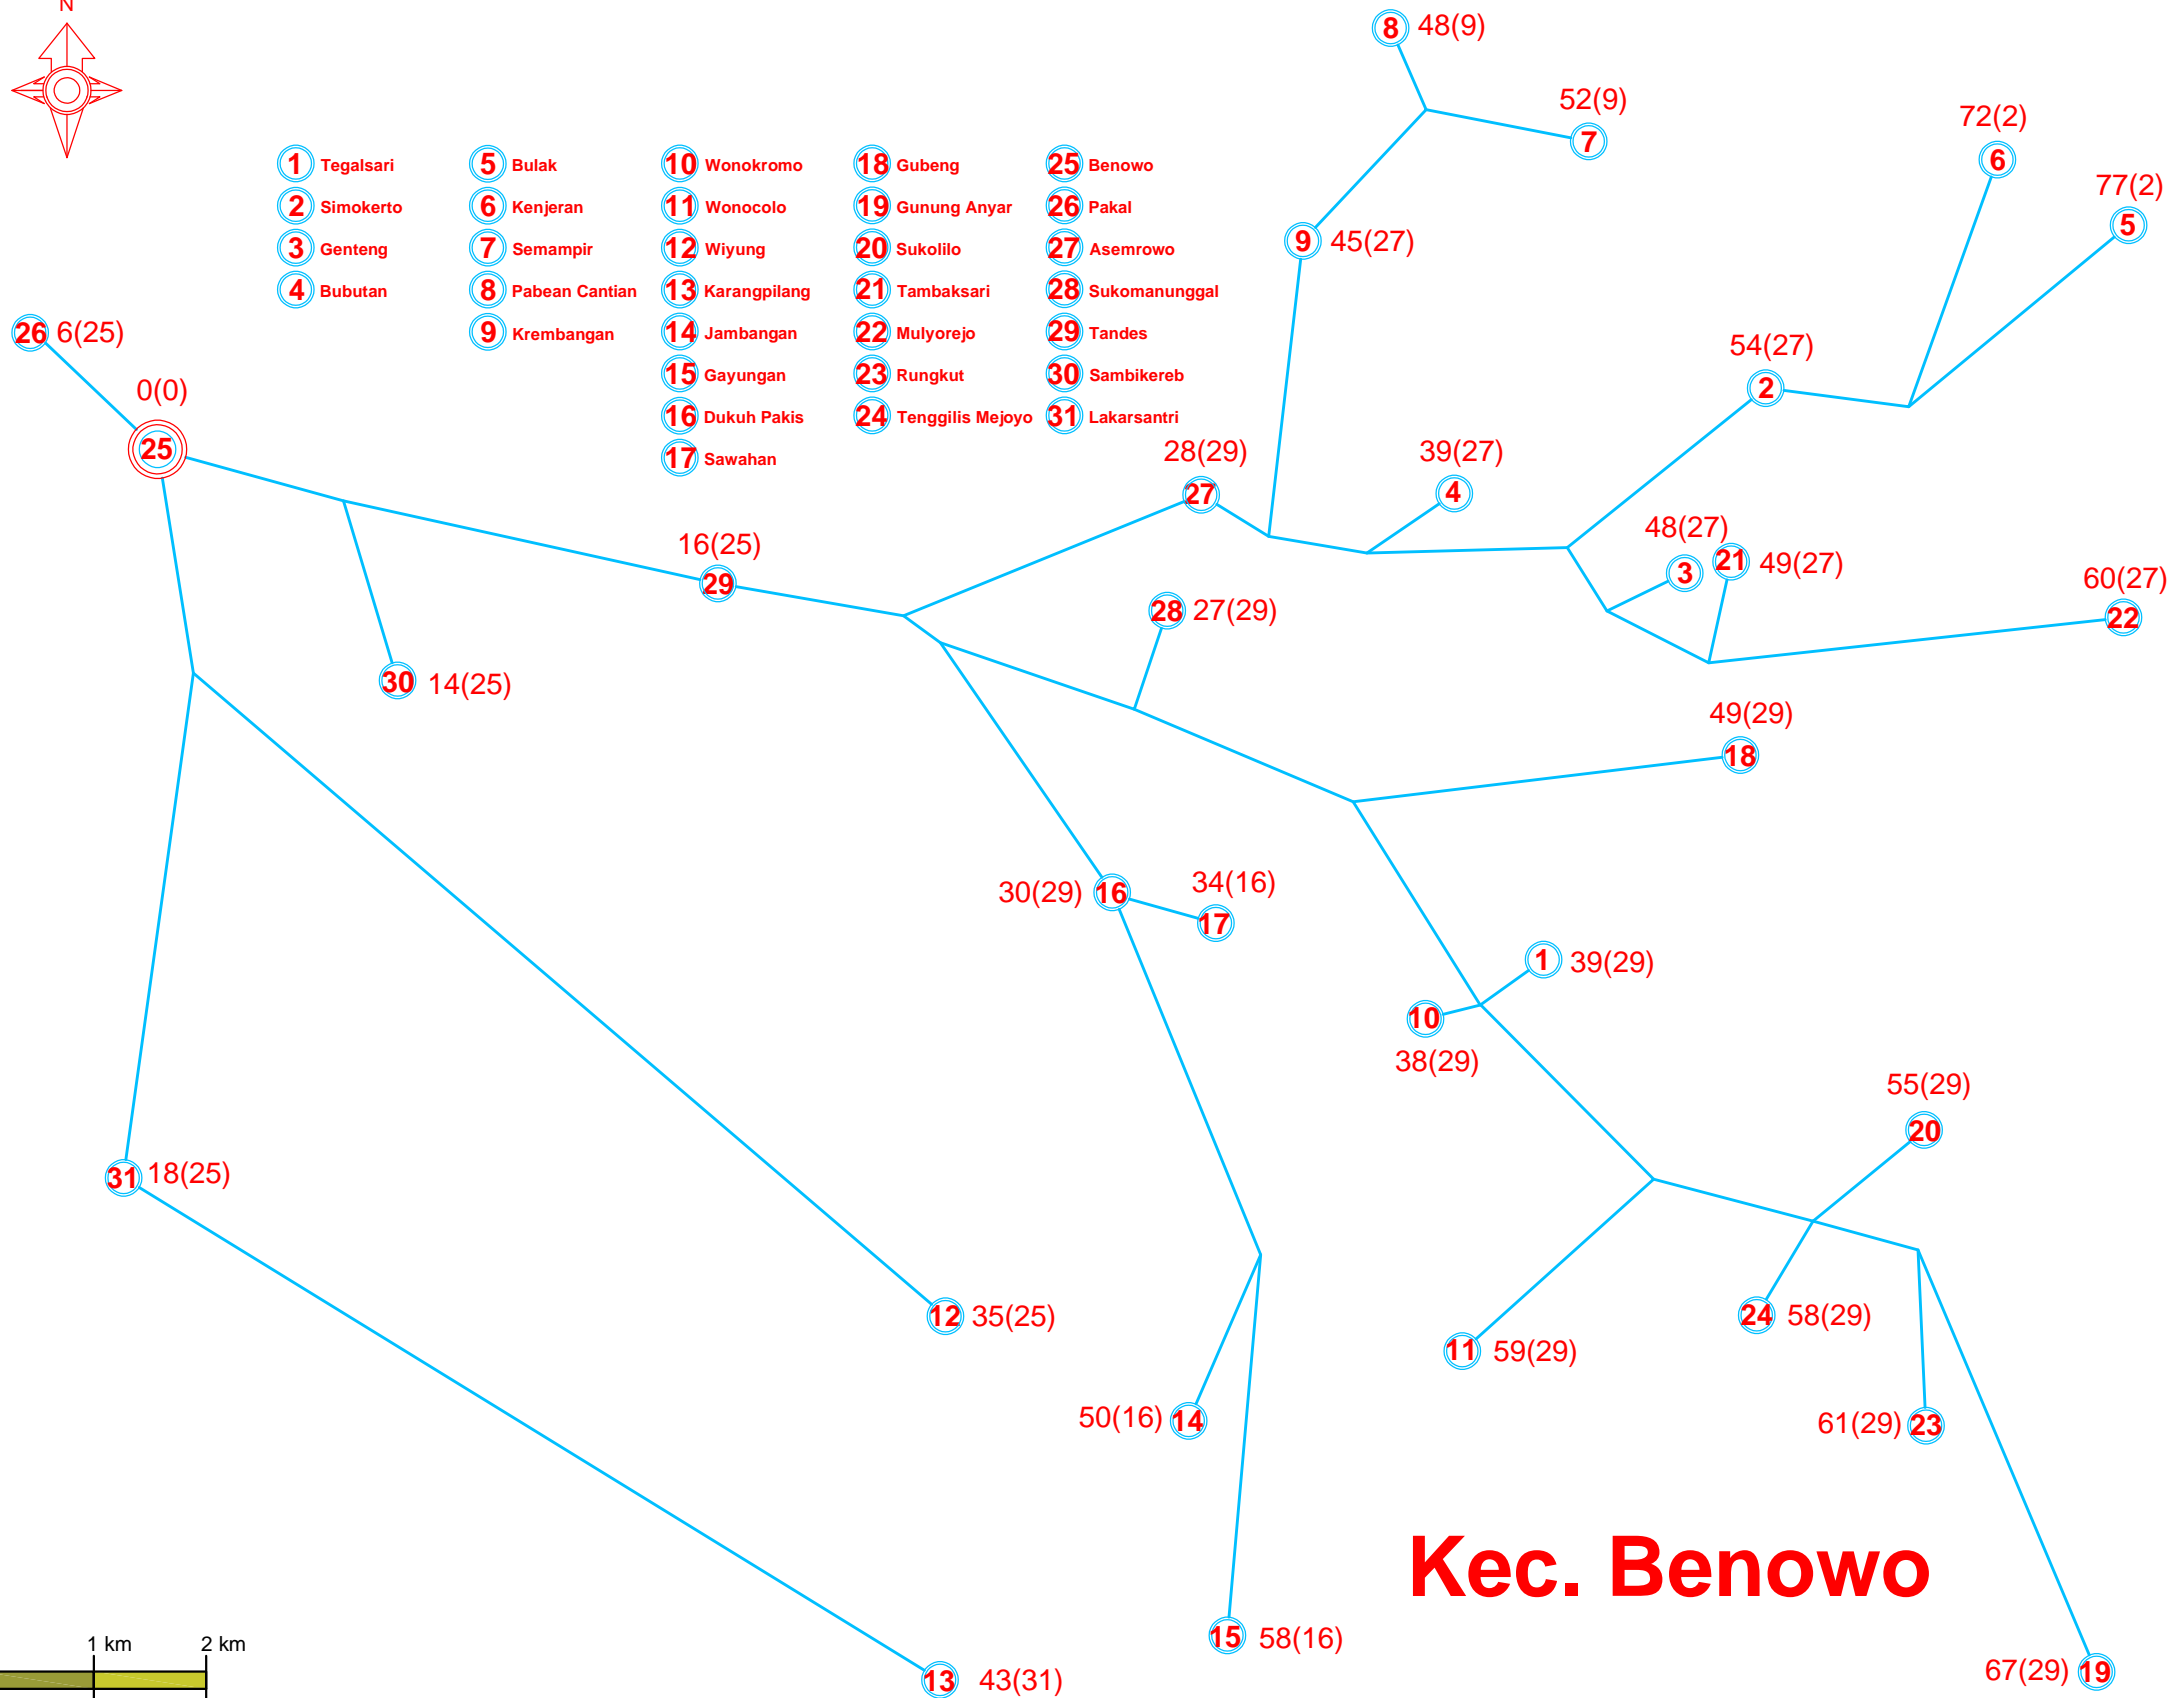 N
8 48(9)
52(9)
7
72(2)
6
77(2)
5
1 Tegalsari
2 Simokerto
3 Genteng
4 Bubutan
5 Bulak
6 Kenjeran
7 Semampir
8 Pabean Cantian
9 Krembangan
10 Wonokromo
11 Wonocolo
12 Wiyung
13 Karangpilang
14 Jambangan
15 Gayungan
16 Dukuh Pakis
17 Sawahan
18 Gubeng
19 Gunung Anyar
20 Sukolilo
21 Tambaksari
22 Mulyorejo
23 Rungkut
24 Tenggilis Mejoyo
25 Benowo
26 Pakal
27 Asemrowo
28 Sukomanunggal
29 Tandes
30 Sambikereb
31 Lakarsantri
9 45(27)
26 6(25)
0(0)
25
54(27)
2
28(29)
27
39(27)
4
16(25)
29
48(27)
3
21 49(27)
60(27)
22
28 27(29)
30 14(25)
49(29)
18
30(29) 16
34(16)
17
1 39(29)
10
38(29)
55(29)
20
31 18(25)
12 35(25)
24 58(29)
11 59(29)
50(16) 14
61(29) 23
Kec. Benowo
15 58(16)
1 km 2 km
13 43(31)
67(29) 19